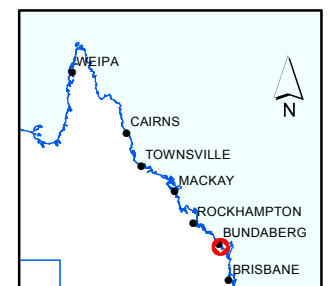 WEIPA
N
CAIRNS
TOWNSVILLE
MACKAY
ROCKHAMPTON
BUNDABERG
BRISBANE